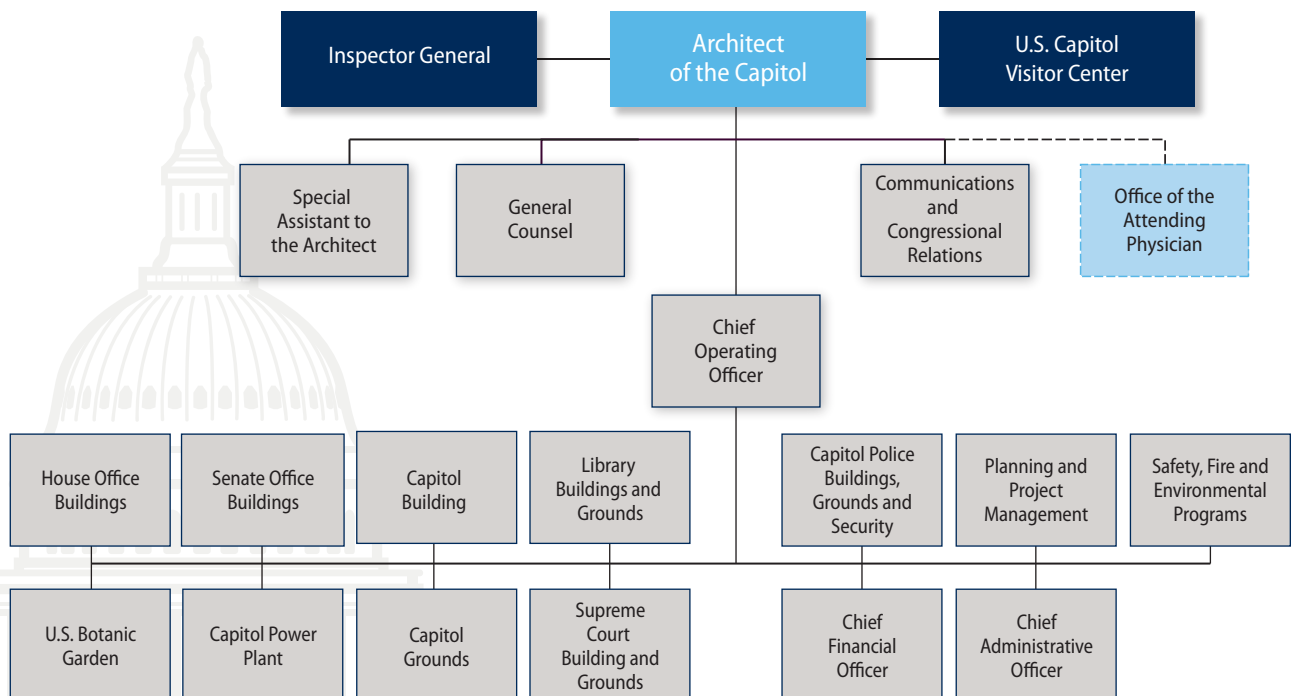 Inspector General
Architect
of the Capitol
U.S. Capitol
Visitor Center
Special
Assistant to
the Architect
General
Counsel
Communications
and
Congressional
Relations
Office of the
Attending
Physician
Chief
Operating
Officer
House Office
Buildings
Senate Office
Buildings
Capitol
Building
Library
Buildings and
Grounds
Capitol Police
Buildings,
Grounds and
Security
Planning and
Project
Management
Safety, Fire and
Environmental
Programs
U.S. Botanic
Garden
Capitol Power
Plant
Capitol
Grounds
Supreme
Court
Building and
Grounds
Chief
Financial
Officer
Chief
Administrative
Officer